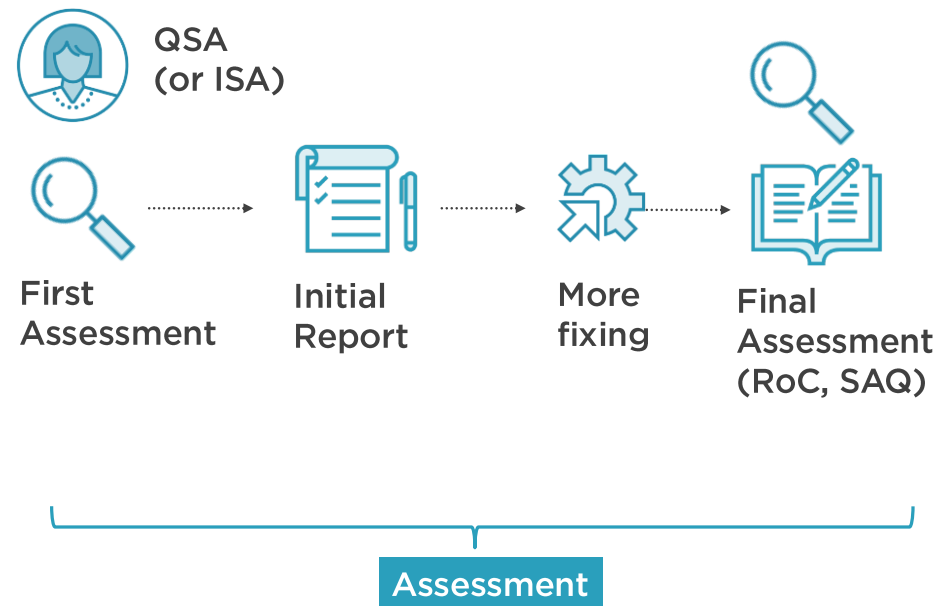 QSA
(or ISA)
First
Assessment
Initial
Report
More
fixing
Final
Assessment
(RoC, SAQ)
Assessment